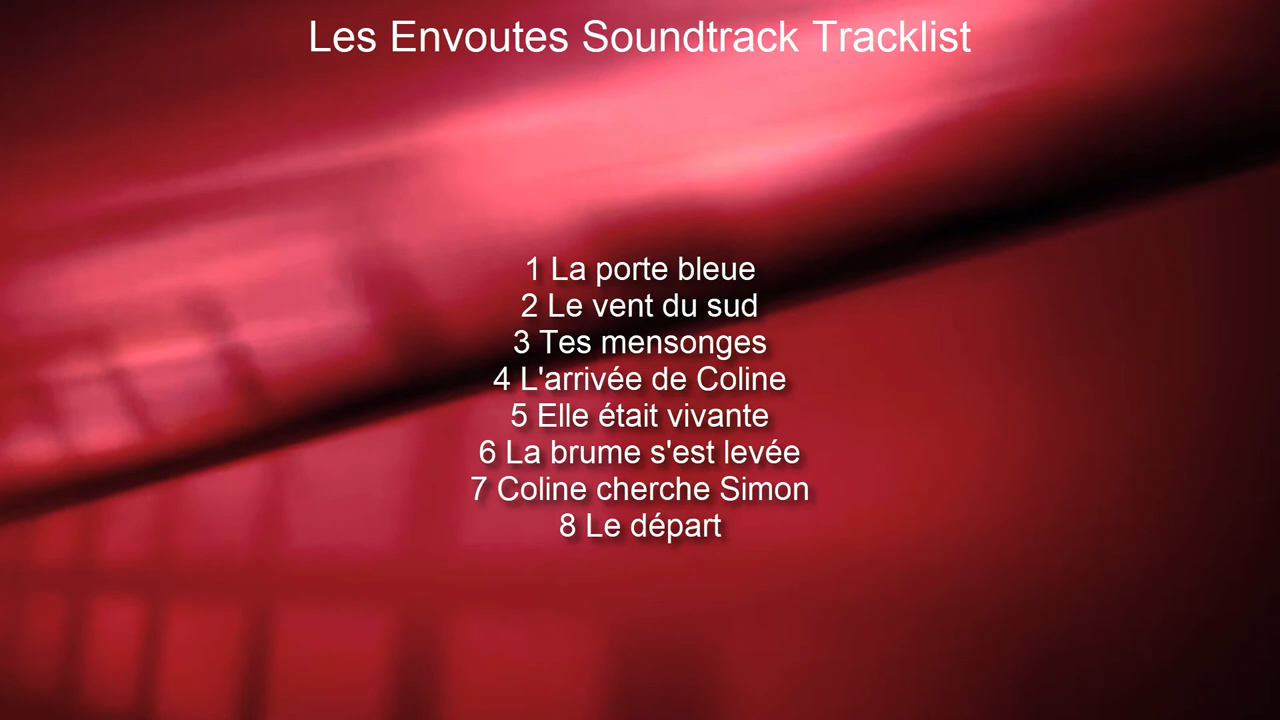 Les Envoutes Soundtrack Tracklist
1 La porte bleue
2 Le vent du sud
3 Tes mensonges
4 L'arrivée de Coline
5 Elle était vivante
6 La brume s'est levée
7 Coline cherche Simon
8 Le départ